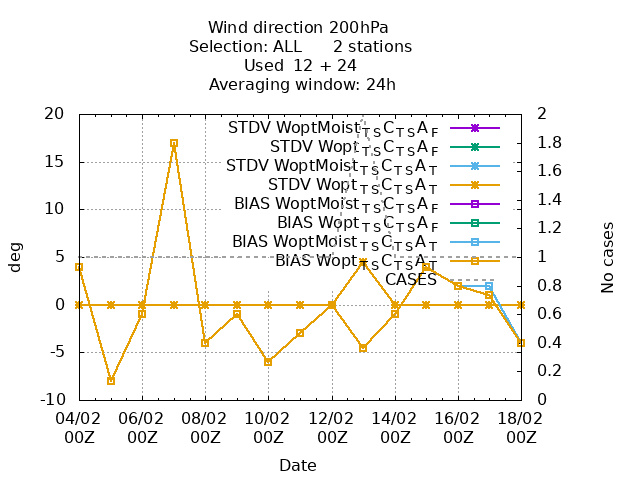 Wind direction 200hPa
Selection: ALL 2 stations
Used 12 + 24
Averaging window: 24h
20 2
STDV WoptMoist_TSC_TSA_F
1.8
STDV Wopt_TSC_TSA_F
15 STDV WoptMoist_TSC_TSA_T
1.6
STDV Wopt_TSC_TSA_T
10 BIAS WoptMoist_TSC_TSA_F 1.4
BIAS Wopt_TSC_TSA_F 1.2
BIAS WoptMoist_TSC_TSA_T
5 BIAS Wopt_TSC_TSA_T 1
CASES 0.8
0 0.6
-5 0.4
0.2
-10 0
deg
No cases
04/02 06/02 08/02 10/02 12/02 14/02 16/02 18/02
00Z 00Z 00Z 00Z 00Z 00Z 00Z 00Z
Date